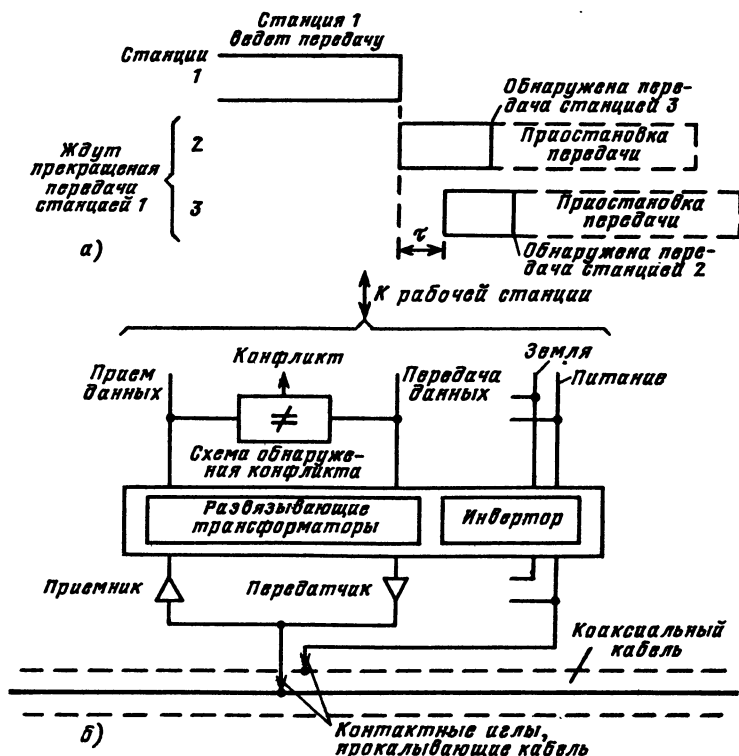 Станция 1
ведет передачу
Станции
1
Обнаружена пере-
дача станцией 3
Ждут
прекращения
передачи
станцией 1
2
Приостановка
передачи
3
Приостановка
передачи
τ
Обнаружена пере-
дача станцией 2
а)
К рабочей станции
Прием
данных
Конфликт
Передача
данных
Земля
Питание
≠
Схема обнаруже-
ния конфликта
Развязывающие
трансформаторы
Инвертор
Приемник
Передатчик
Коаксиальный
кабель
б)
Контактные иглы,
прокалывающие кабель